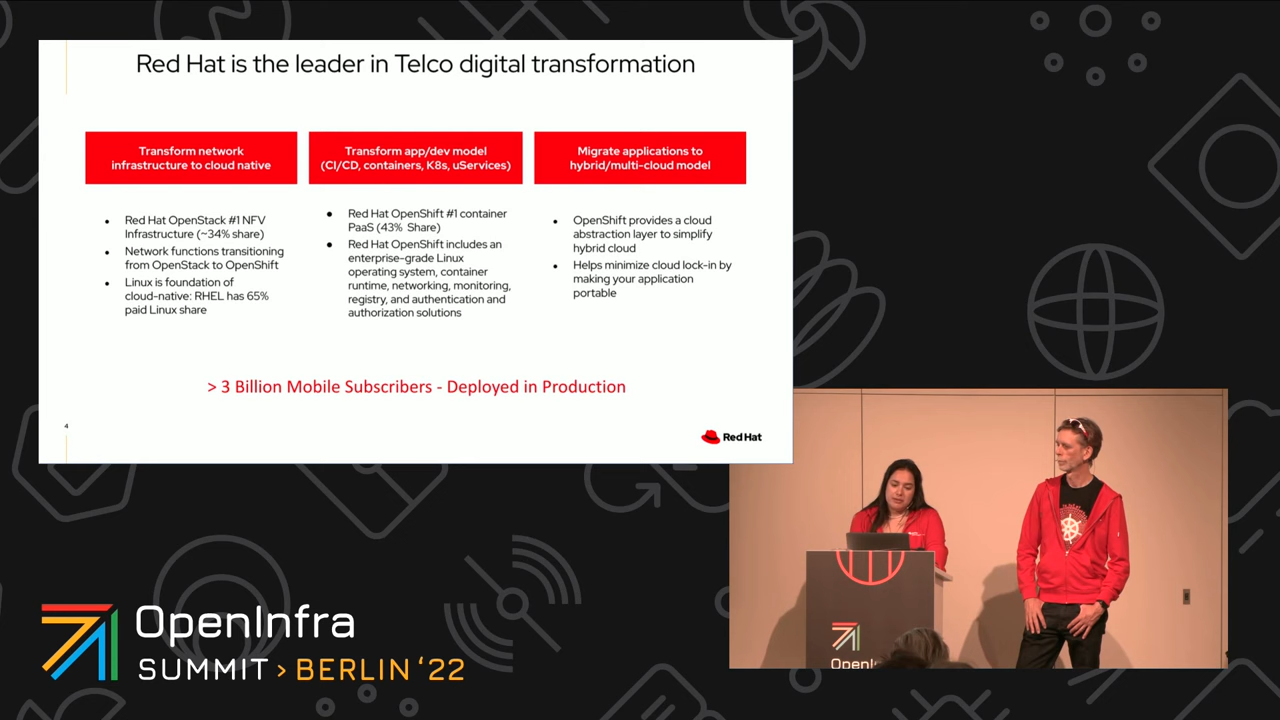 Red Hat is the leader in Telco digital transformation
Transform network
infrastructure to cloud native
Transform app/dev model
(CI/CD, containers, K8s, uServices)
Migrate applications to
hybrid/multi-cloud model
• Red Hat OpenStack #1 NFV
Infrastructure (~34% share)
• Network functions transitioning
from OpenStack to OpenShift
• Linux is foundation of
cloud-native: RHEL has 65%
paid Linux share
• Red Hat OpenShift #1 container
PaaS (43% Share)
• Red Hat OpenShift includes an
enterprise-grade Linux
operating system, container
runtime, networking, monitoring,
registry, and authentication and
authorization solutions
• OpenShift provides a cloud
abstraction layer to simplify
hybrid cloud
• Helps minimize cloud lock-in by
making your application
portable
> 3 Billion Mobile Subscribers - Deployed in Production
4
Red Hat
OpenInfra
SUMMIT > BERLIN ‘22